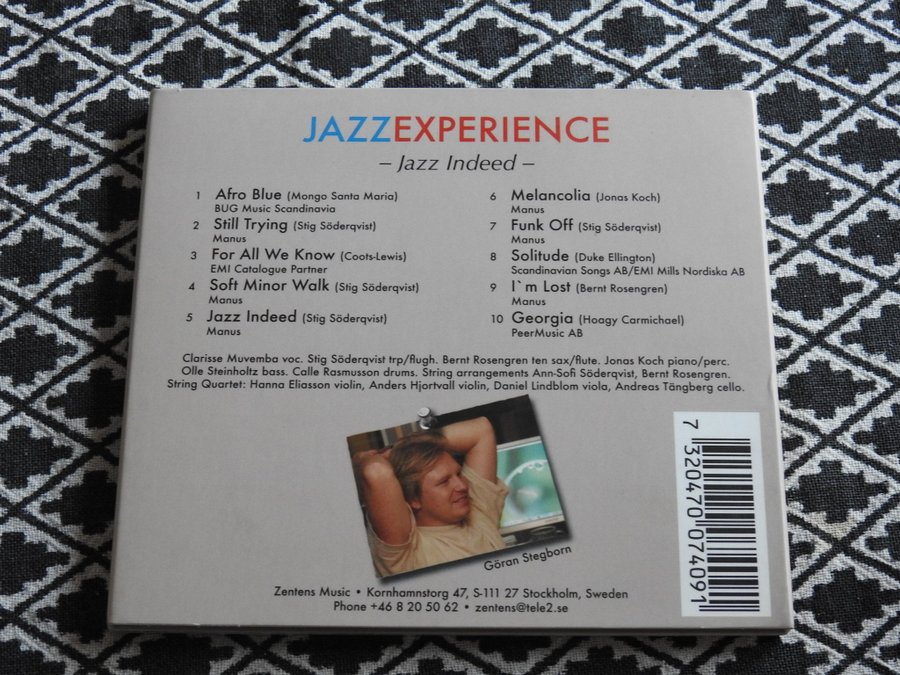 JAZZEXPERIENCE
– Jazz Indeed –
1 Afro Blue (Mongo Santa Maria)
BUG Music Scandinavia
2 Still Trying (Stig Söderqvist)
Manus
3 For All We Know (Coots-Lewis)
EMI Catalogue Partner
4 Soft Minor Walk (Stig Söderqvist)
Manus
5 Jazz Indeed (Stig Söderqvist)
Manus
6 Melancolia (Jonas Koch)
Manus
7 Funk Off (Stig Söderqvist)
Manus
8 Solitude (Duke Ellington)
Scandinavian Songs AB/EMI Mills Nordiska AB
9 I`m Lost (Bernt Rosengren)
Manus
10 Georgia (Hoagy Carmichael)
PeerMusic AB
Clarisse Muvemba voc. Stig Söderqvist trp/flugh. Bernt Rosengren ten sax/flute. Jonas Koch piano/perc.
Olle Steinholtz bass. Calle Rasmusson drums. String arrangements Ann-Sofi Söderqvist, Bernt Rosengren.
String Quartet: Hanna Eliasson violin, Anders Hjortvall violin, Daniel Lindblom viola, Andreas Tängberg cello.
Göran Stegborn
7 320470 074091
Zentens Music • Kornhamnstorg 47, S-111 27 Stockholm, Sweden
Phone +46 8 20 50 62 • zentens@tele2.se